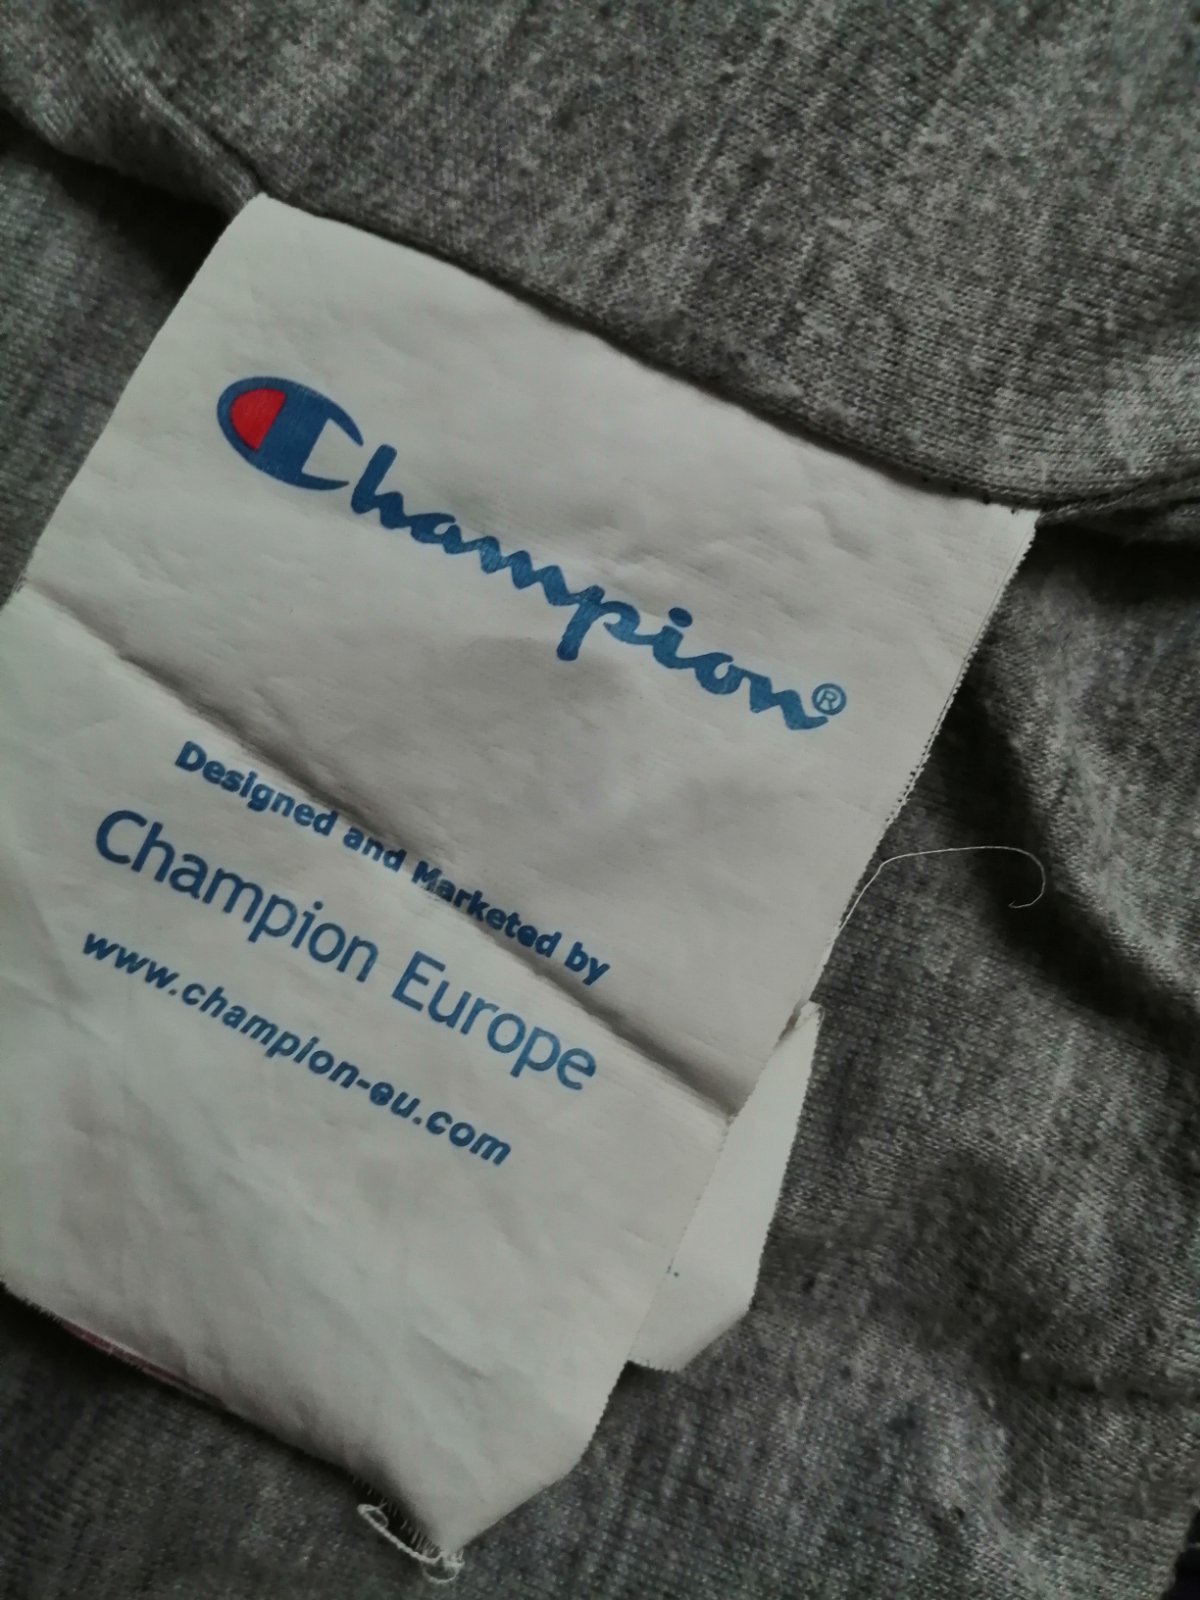 Champion®
Designed and Marketed by
Champion Europe
www.champion-eu.com